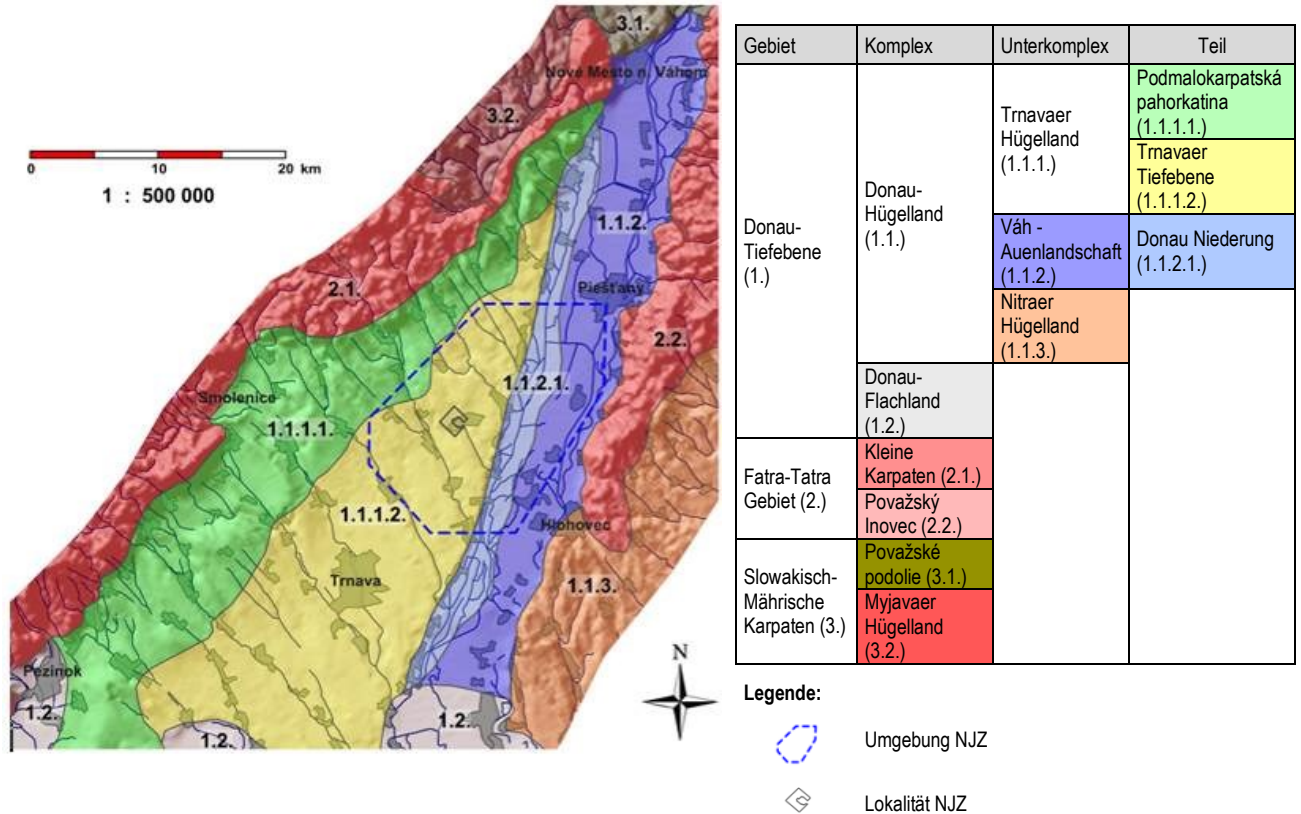 3.1.
Nové Mesto n. Váhom
3.2.
0 10 20 km
1 : 500 000
1.1.2.
2.1.
Piešťany
2.2.
1.1.2.1.
Smolenice
1.1.1.1.
1.1.1.2.
Hlohovec
Trnava
1.1.3.
N
Pezinok
1.2.
1.2.
1.2.
Gebiet Komplex Unterkomplex Teil
Donau-
Tiefebene
(1.)
Donau-
Hügelland
(1.1.)
Trnavaer
Hügelland
(1.1.1.)
Podmalokarpatská
pahorkatina
(1.1.1.1.)
Trnavaer
Tiefebene
(1.1.1.2.)
Váh -
Auenlandschaft
(1.1.2.)
Donau Niederung
(1.1.2.1.)
Nitraer
Hügelland
(1.1.3.)
Donau-
Flachland
(1.2.)
Fatra-Tatra
Gebiet (2.)
Kleine
Karpaten (2.1.)
Považský
Inovec (2.2.)
Slowakisch-
Mährische
Karpaten (3.)
Považské
podolie (3.1.)
Myjavaer
Hügelland
(3.2.)
Legende:
Umgebung NJZ
Lokalität NJZ